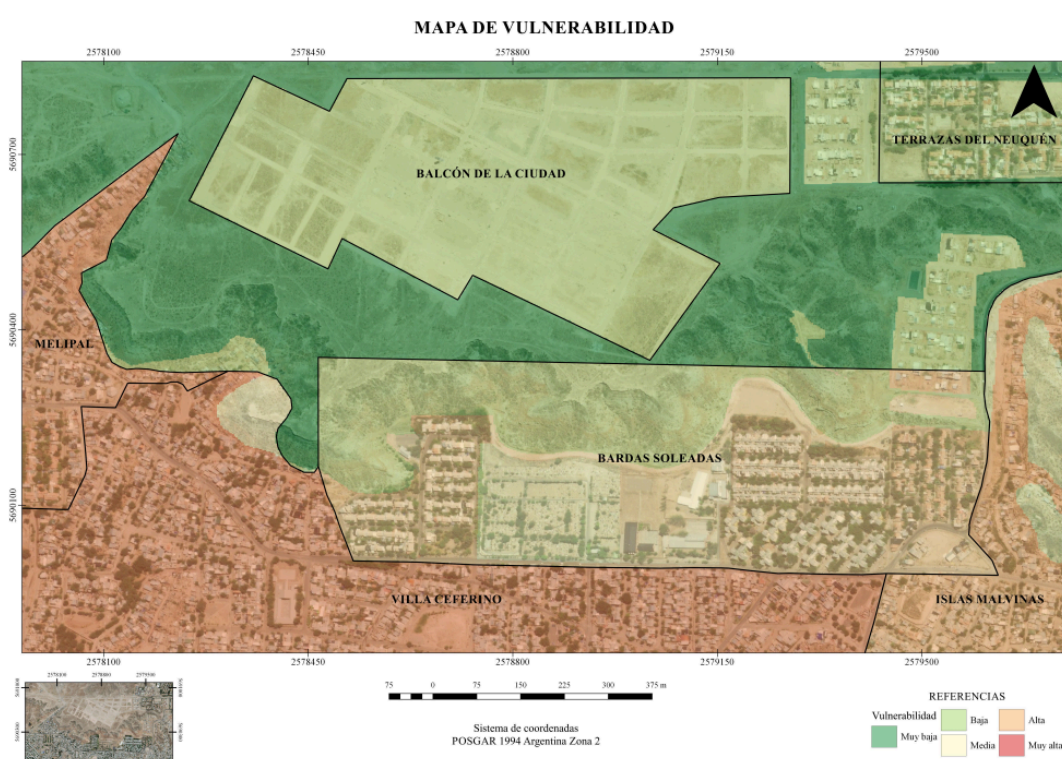 MAPA DE VULNERABILIDAD
2578100 2578450 2578800 2579150 2579500
5690700
5690400
5690100
TERRAZAS DEL NEUQUÉN
BALCÓN DE LA CIUDAD
MELIPAL
BARDAS SOLEADAS
VILLA CEFERINO
ISLAS MALVINAS
2578100 2578450 2578800 2579150 2579500
75 0 75 150 225 300 375 m
Sistema de coordenadas
POSGAR 1994 Argentina Zona 2
REFERENCIAS
Vulnerabilidad
Muy baja
Baja
Media
Alta
Muy alta